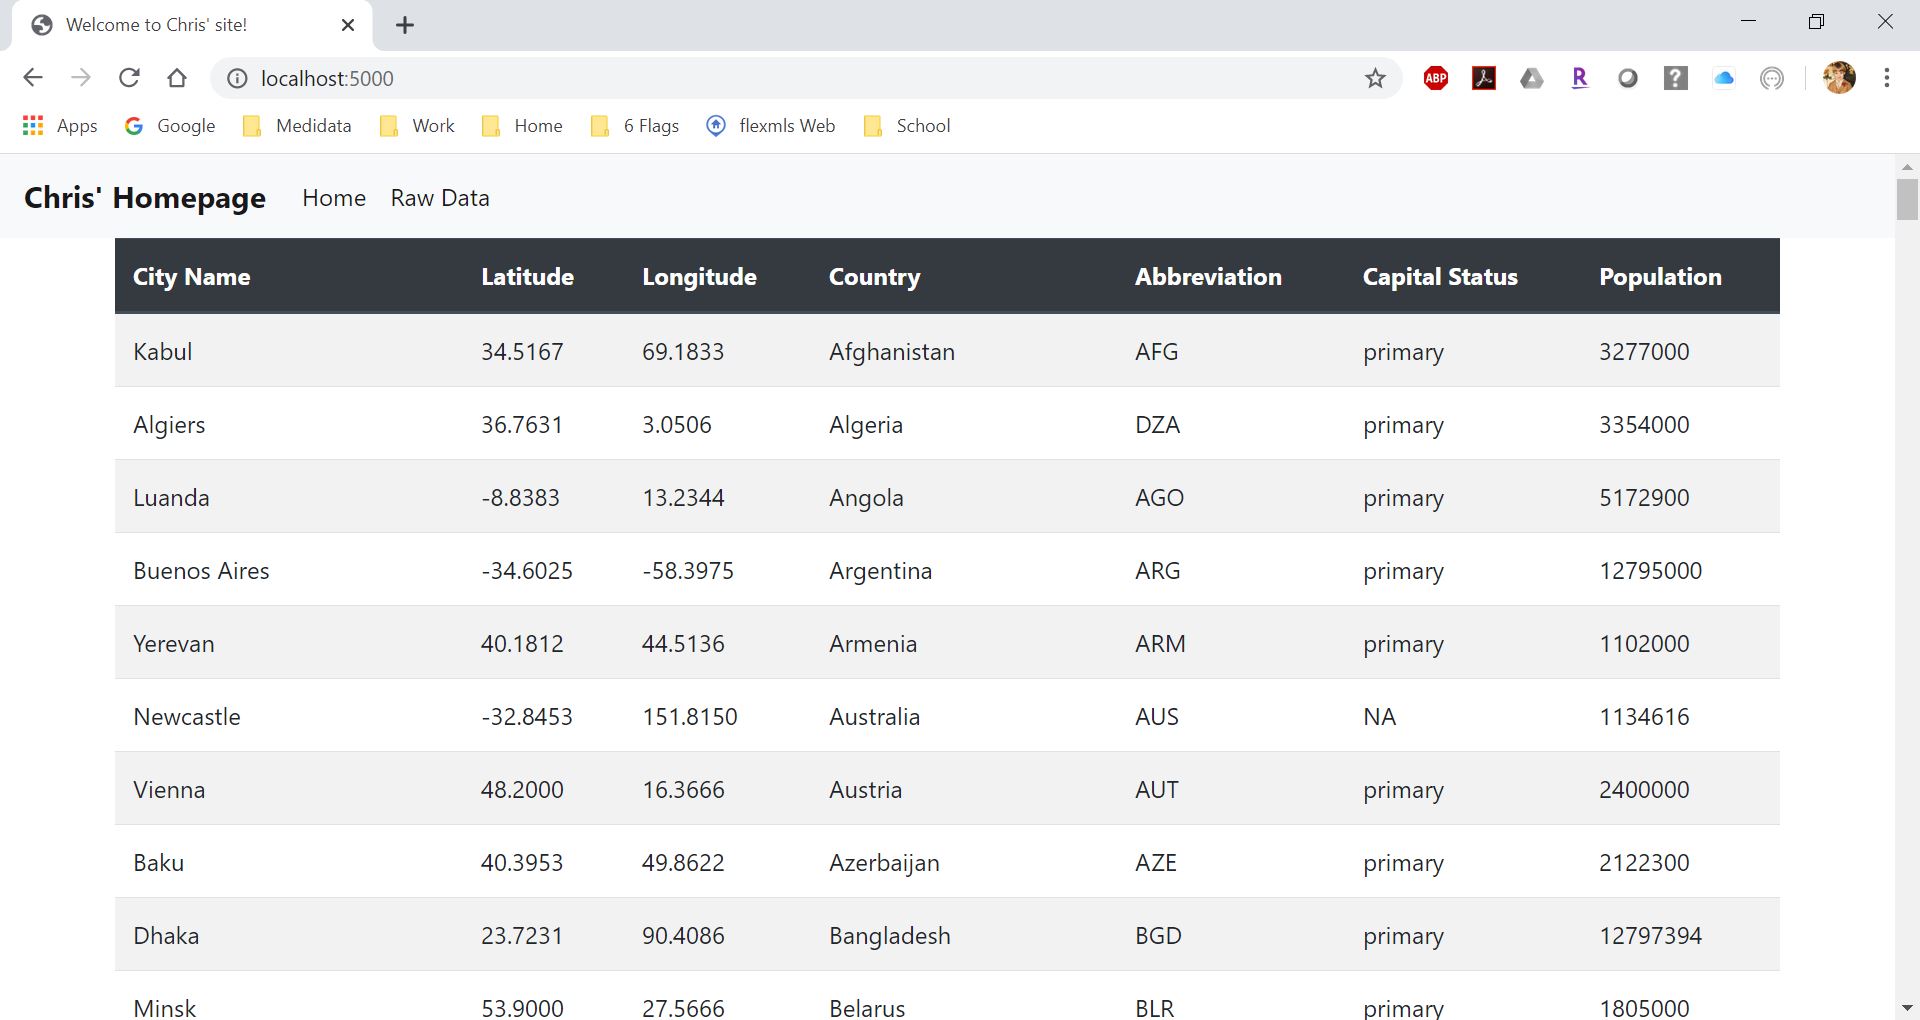 Welcome to Chris' site!
localhost:5000
ABP
R
?
Apps Google Medidata Work Home 6 Flags flexmls Web School
Chris' Homepage Home Raw Data
City Name Latitude Longitude Country Abbreviation Capital Status Population
Kabul 34.5167 69.1833 Afghanistan AFG primary 3277000
Algiers 36.7631 3.0506 Algeria DZA primary 3354000
Luanda -8.8383 13.2344 Angola AGO primary 5172900
Buenos Aires -34.6025 -58.3975 Argentina ARG primary 12795000
Yerevan 40.1812 44.5136 Armenia ARM primary 1102000
Newcastle -32.8453 151.8150 Australia AUS NA 1134616
Vienna 48.2000 16.3666 Austria AUT primary 2400000
Baku 40.3953 49.8622 Azerbaijan AZE primary 2122300
Dhaka 23.7231 90.4086 Bangladesh BGD primary 12797394
Minsk 53.9000 27.5666 Belarus BLR primary 1805000